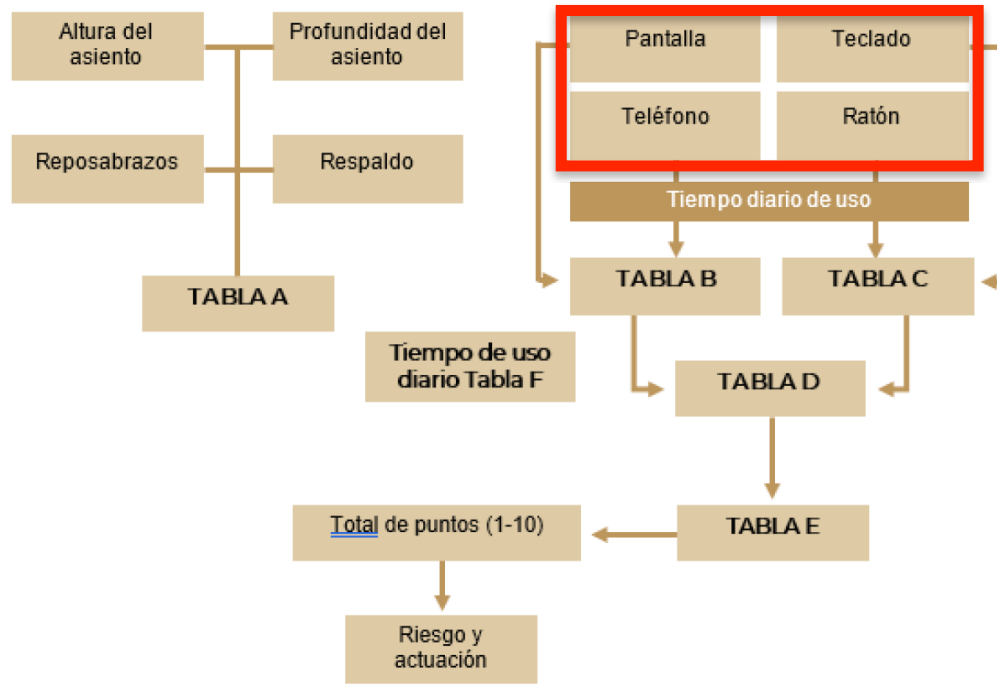 Altura del
asiento
Profundidad del
asiento
Reposabrazos
Respaldo
TABLA A
Pantalla
Teclado
Teléfono
Ratón
Tiempo diario de uso
TABLA B
TABLA C
Tiempo de uso
diario Tabla F
TABLA D
Total de puntos (1-10)
TABLA E
Riesgo y
actuación